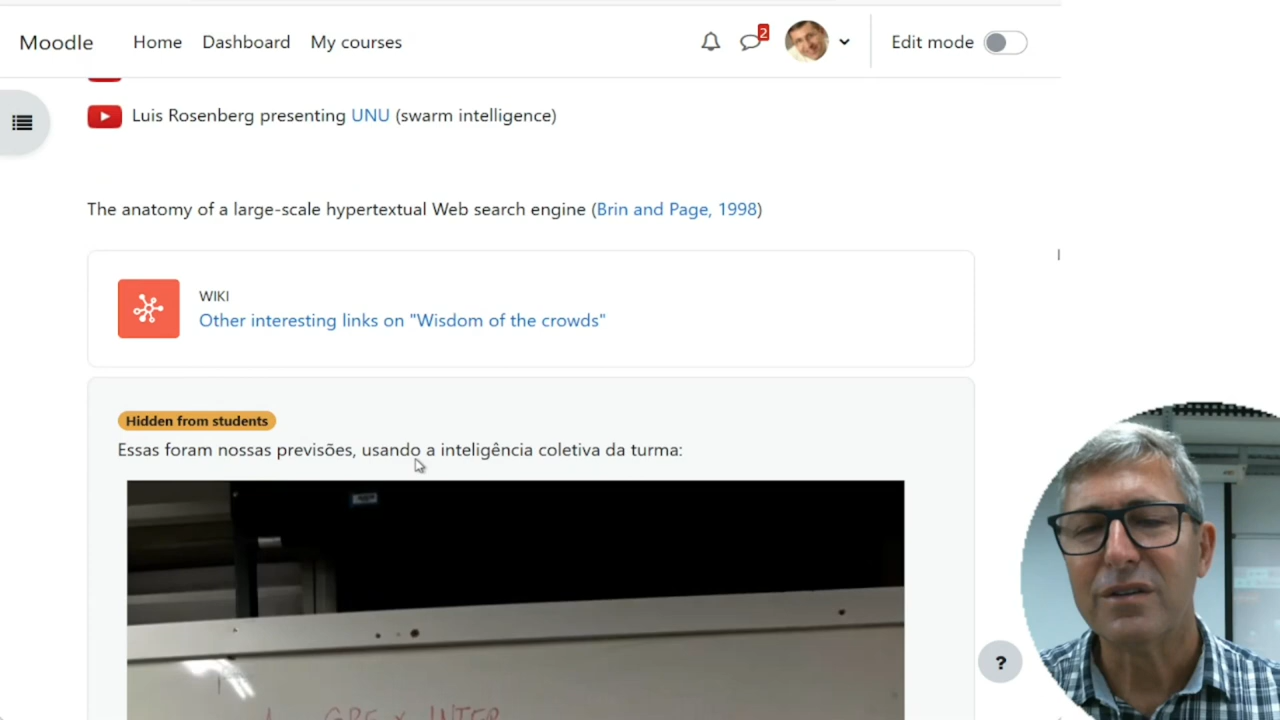 Moodle Home Dashboard My courses 2 Edit mode
Luis Rosenberg presenting UNU (swarm intelligence)
The anatomy of a large-scale hypertextual Web search engine (Brin and Page, 1998)
WIKI
Other interesting links on "Wisdom of the crowds"
Hidden from students
Essas foram nossas previsões, usando a inteligência coletiva da turma:
?
GRE x INTER